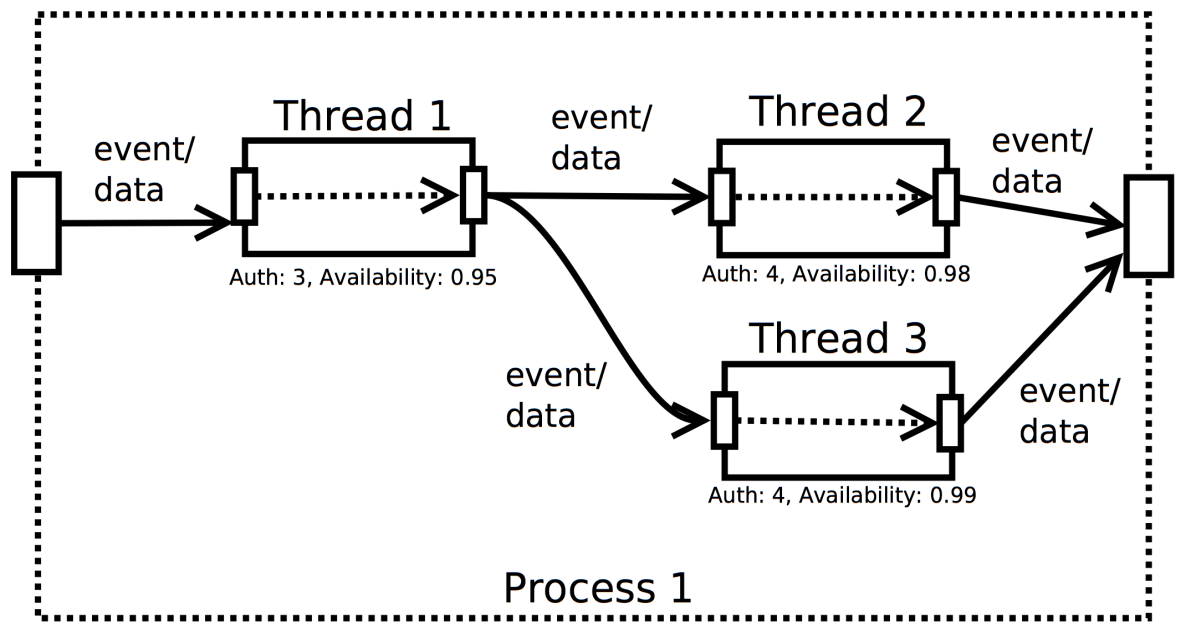 Thread 1
event/
data
Thread 2
event/
data
event/
data
Auth: 3, Availability: 0.95
Auth: 4, Availability: 0.98
Thread 3
event/
data
event/
data
Auth: 4, Availability: 0.99
Process 1